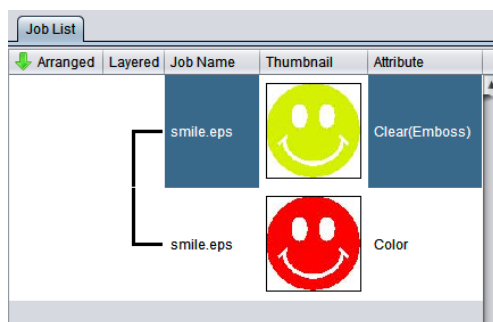 Job List
Arranged Layered Job Name Thumbnail Attribute
smile.eps Clear(Emboss)
smile.eps Color